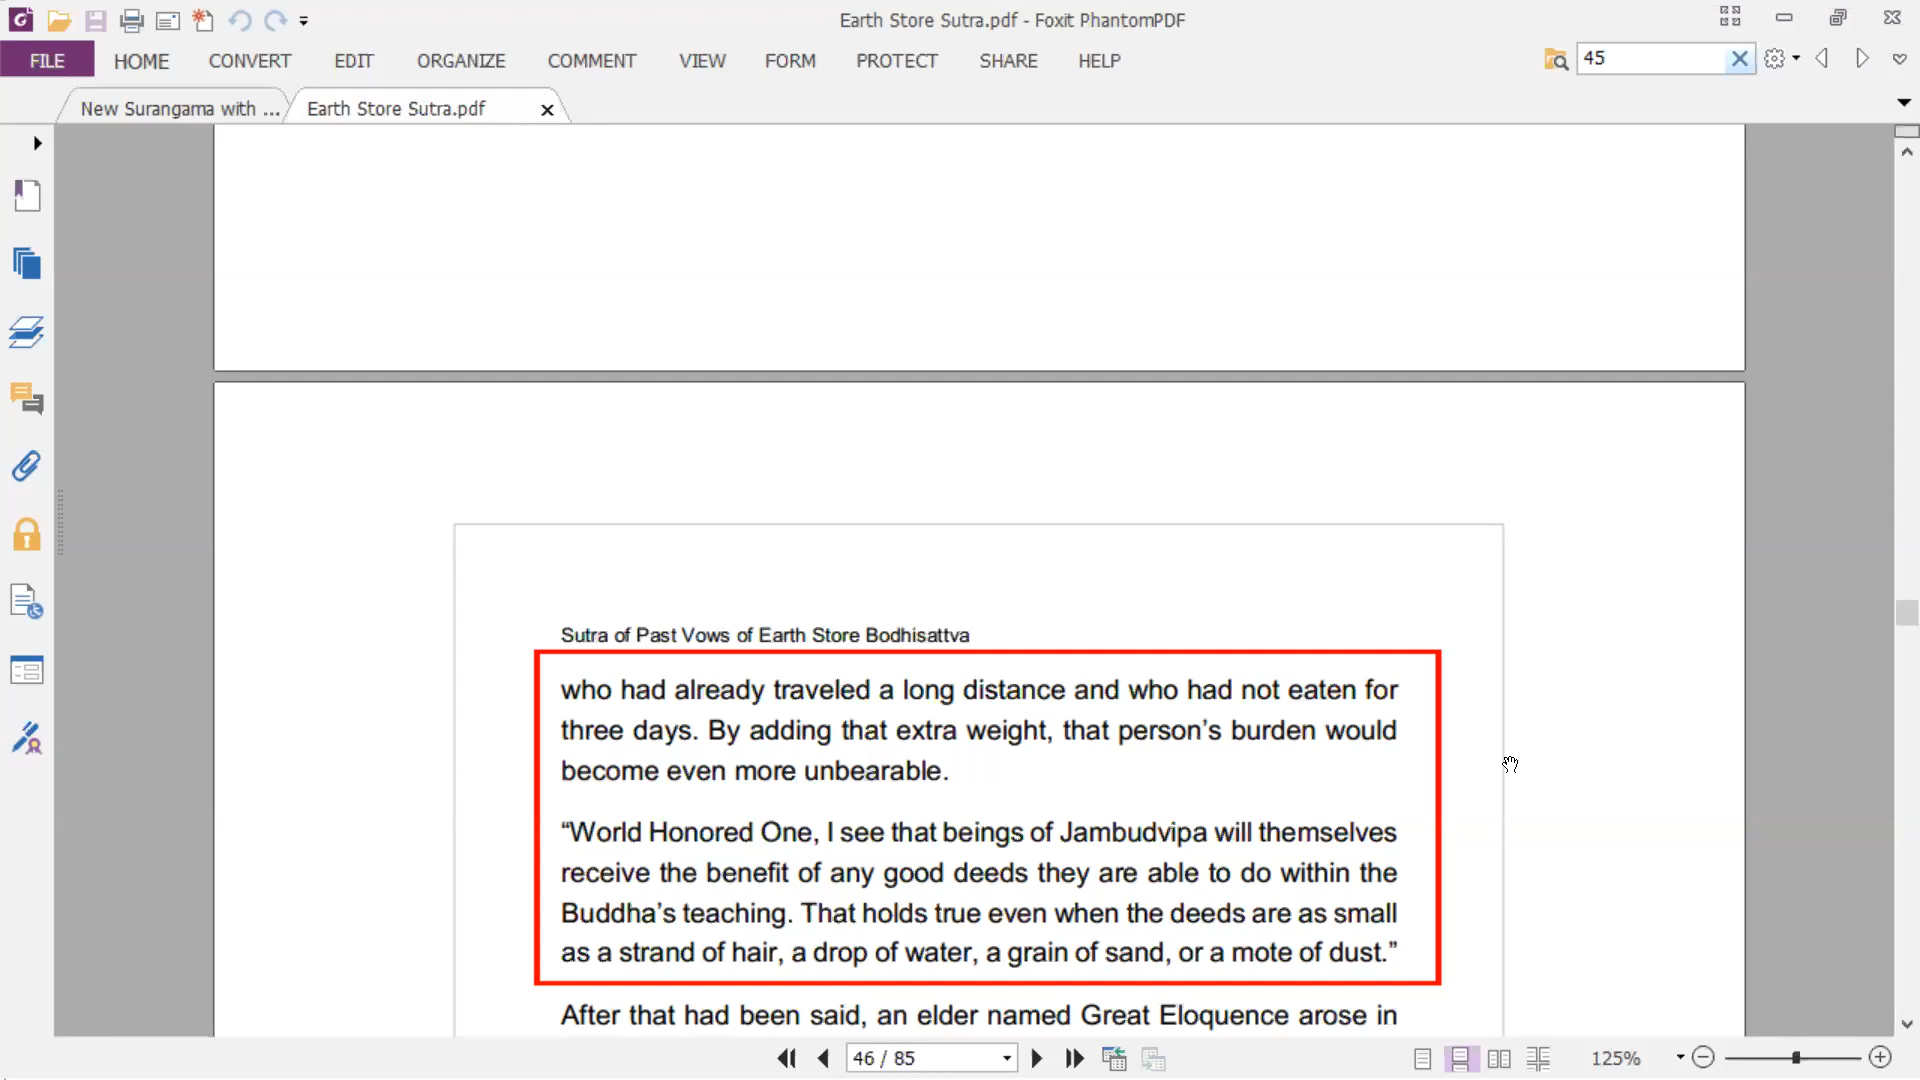 Earth Store Sutra.pdf - Foxit PhantomPDF
FILE HOME CONVERT EDIT ORGANIZE COMMENT VIEW FORM PROTECT SHARE HELP 45
New Surangama with ... Earth Store Sutra.pdf
Sutra of Past Vows of Earth Store Bodhisattva
who had already traveled a long distance and who had not eaten for
three days. By adding that extra weight, that person’s burden would
become even more unbearable.
“World Honored One, I see that beings of Jambudvipa will themselves
receive the benefit of any good deeds they are able to do within the
Buddha’s teaching. That holds true even when the deeds are as small
as a strand of hair, a drop of water, a grain of sand, or a mote of dust.”
After that had been said, an elder named Great Eloquence arose in
46 / 85 125%